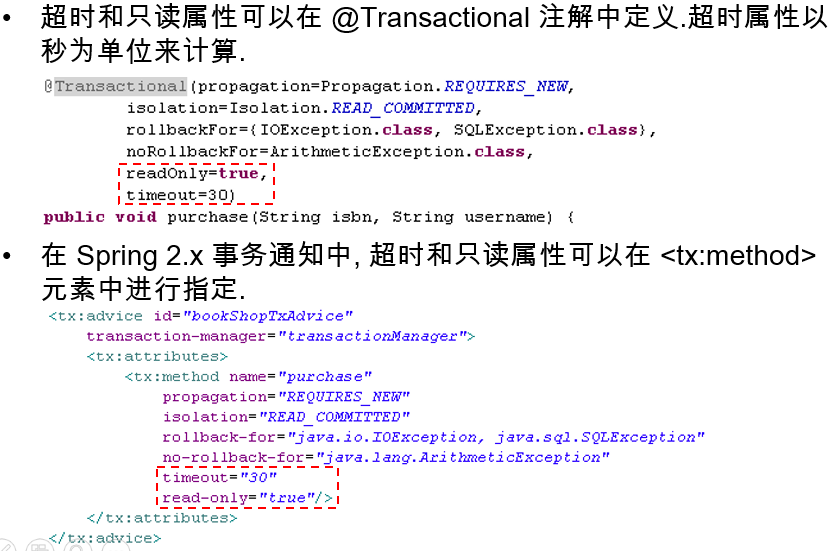 • 超时和只读属性可以在 @Transactional 注解中定义.超时属性以
秒为单位来计算.
@Transactional(propagation=Propagation.REQUIRES_NEW,
isolation=Isolation.READ_COMMITTED,
rollbackFor={IOException.class, SQLException.class},
noRollbackFor=ArithmeticException.class,
readOnly=true,
timeout=30)
public void purchase(String isbn, String username) {
• 在 Spring 2.x 事务通知中, 超时和只读属性可以在 <tx:method>
元素中进行指定.
<tx:advice id="bookShopTxAdvice"
transaction-manager="transactionManager">
<tx:attributes>
<tx:method name="purchase"
propagation="REQUIRES_NEW"
isolation="READ_COMMITTED"
rollback-for="java.io.IOException, java.sql.SQLException"
no-rollback-for="java.lang.ArithmeticException"
timeout="30"
read-only="true"/>
</tx:attributes>
</tx:advice>